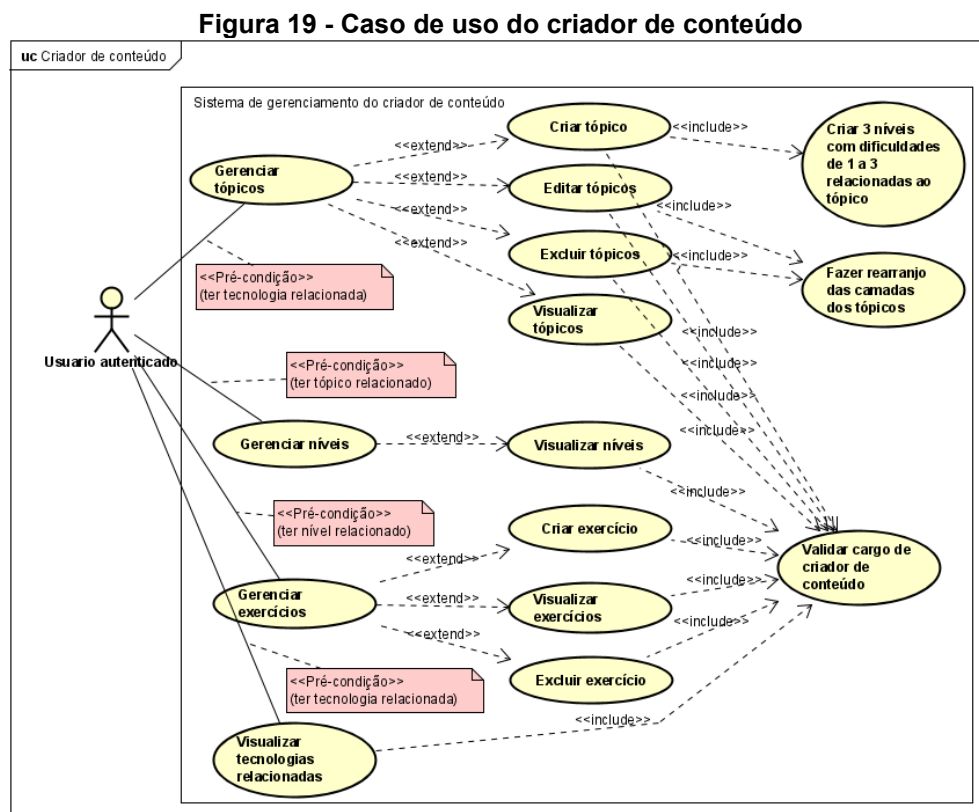 Figura 19 - Caso de uso do criador de conteúdo
uc Criador de conteúdo
Sistema de gerenciamento do criador de conteúdo
Criar tópico
<<include>>
Criar 3 níveis
com dificuldades
de 1 a 3
relacionadas ao
tópico
<<extend>>
Gerenciar
tópicos
<<extend>>
Editar tópicos
<<include>>
<<extend>>
Excluir tópicos
<<include>>
Fazer rearranjo
das camadas
dos tópicos
<<extend>>
<<Pré-condição>>
(ter tecnologia relacionada)
Visualizar
tópicos
<<include>>
Usuario autenticado
<<include>>
<<Pré-condição>>
(ter tópico relacionado)
<<include>>
<<include>>
Gerenciar níveis
<<extend>>
Visualizar níveis
<<include>>
<<Pré-condição>>
(ter nível relacionado)
Criar exercício
<<include>>
Validar cargo de
criador de
conteúdo
<<extend>>
Gerenciar
exercícios
<<extend>>
Visualizar
exercícios
<<include>>
<<extend>>
<<include>>
<<Pré-condição>>
(ter tecnologia relacionada)
Excluir exercício
<<include>>
Visualizar
tecnologias
relacionadas